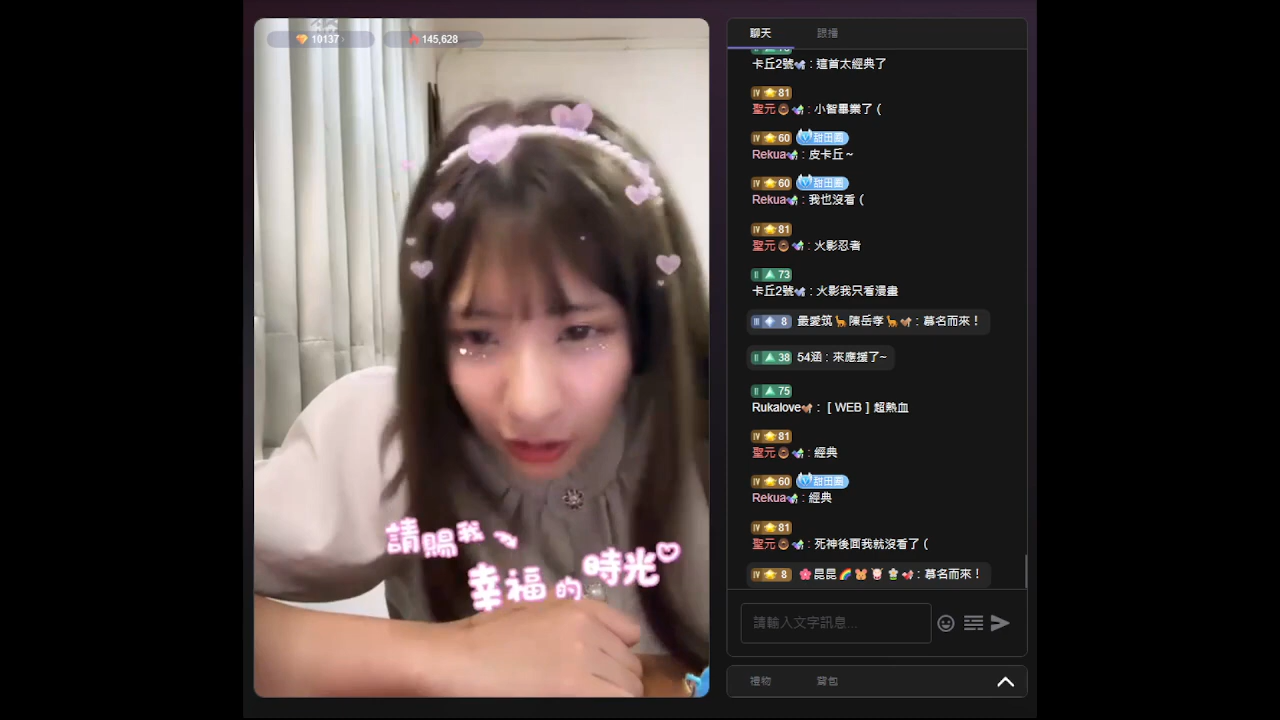 10137
145,628
請賜我
幸福的時光
聊天
跟播
卡丘2號 : 這首太經典了
IV 81
聖元 : 小智畢業了 (
IV 60 甜田圈
Rekua : 皮卡丘 ~
IV 60 甜田圈
Rekua : 我也沒看 (
IV 81
聖元 : 火影忍者
II 73
卡丘2號 : 火影我只看漫畫
III 8 最愛筑 陳岳孝 : 慕名而來！
II 38 54涵 : 來應援了~
II 75
Rukalove : [ WEB ] 超熱血
IV 81
聖元 : 經典
IV 60 甜田圈
Rekua : 經典
IV 81
聖元 : 死神後面我就沒看了 (
IV 8 昆昆 : 慕名而來！
請輸入文字訊息...
禮物
背包